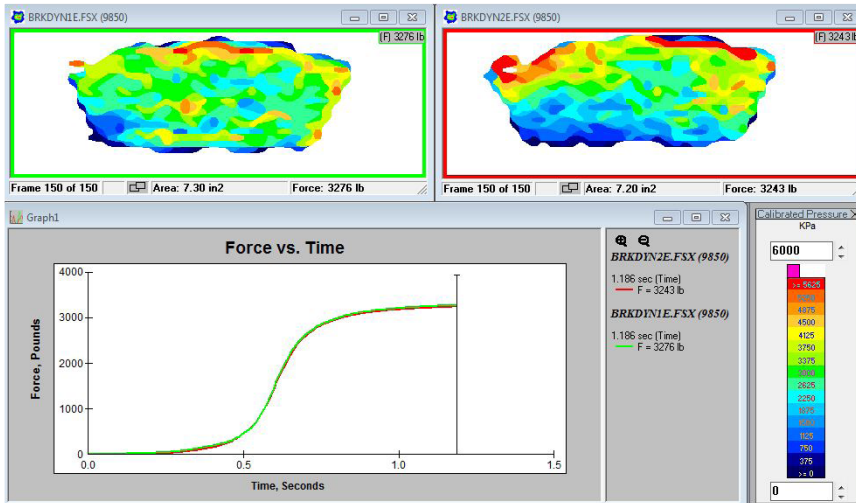 BRKDYN1E.FSX (9850)
(F) 3276 lb
Frame 150 of 150 Area: 7.30 in2 Force: 3276 lb
BRKDYN2E.FSX (9850)
(F) 3243 lb
Frame 150 of 150 Area: 7.20 in2 Force: 3243 lb
Graph1
Force vs. Time
Force, Pounds
4000
3000
2000
1000
0
0.0 0.5 1.0 1.5
Time, Seconds
BRKDYN2E.FSX (9850)
1.186 sec (Time)
F = 3243 lb
BRKDYN1E.FSX (9850)
1.186 sec (Time)
F = 3276 lb
Calibrated Pressure
KPa
6000
>= 5625
4875
4500
4125
3750
3375
3000
2625
2250
1875
1125
750
375
>= 0
0